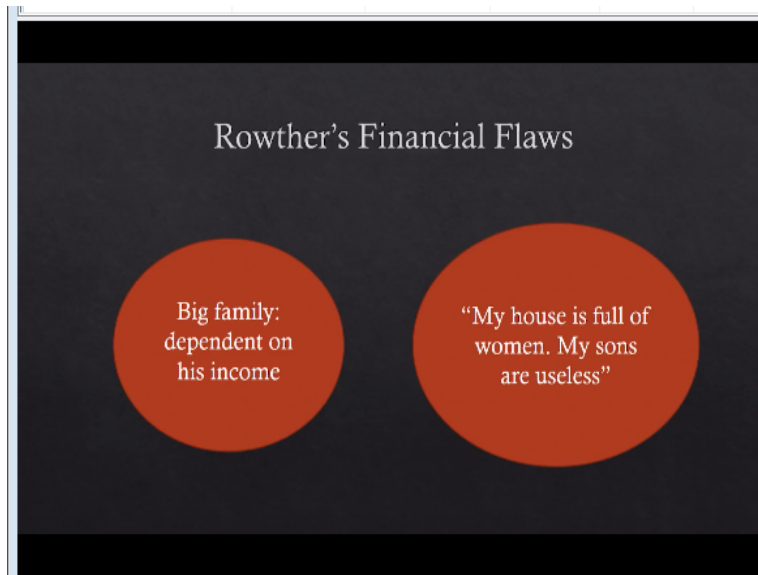 Rowther’s Financial Flaws
Big family:
dependent on
his income
“My house is full of
women. My sons
are useless”